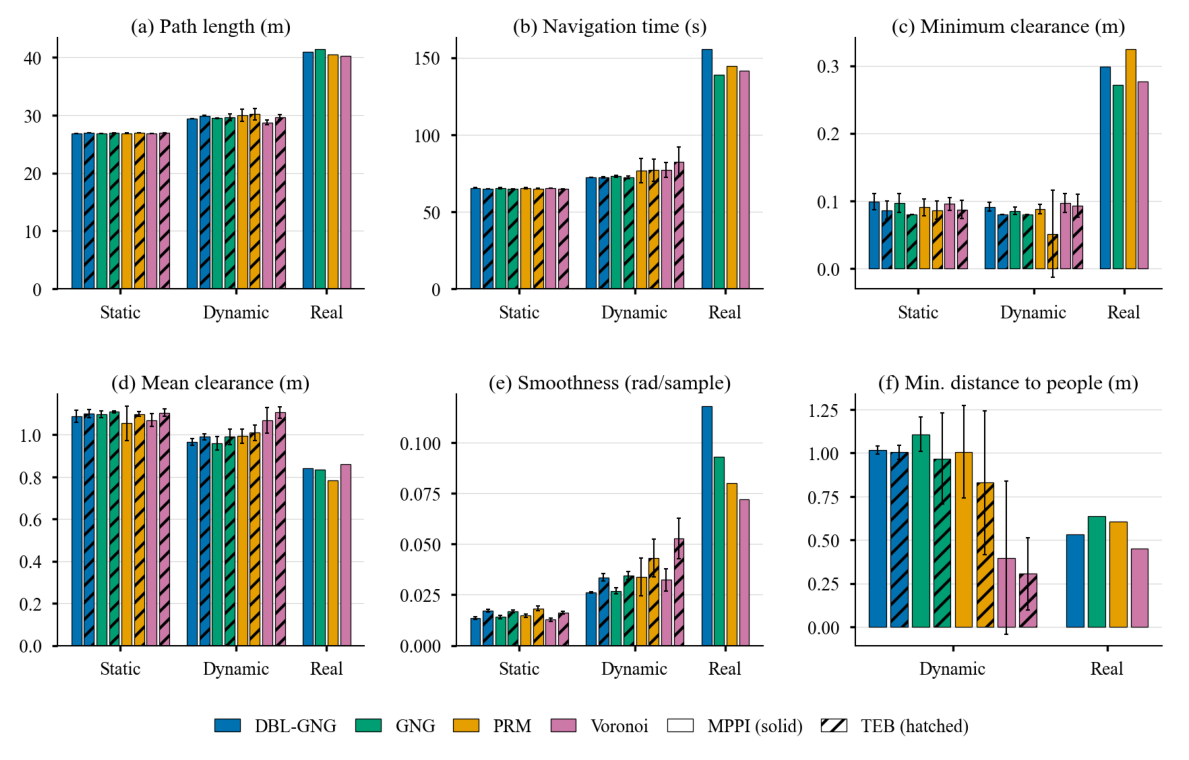 (a) Path length (m)
40
30
20
10
0
Static
Dynamic
Real
(b) Navigation time (s)
150
100
50
0
Static
Dynamic
Real
(c) Minimum clearance (m)
0.3
0.2
0.1
0.0
Static
Dynamic
Real
(d) Mean clearance (m)
1.0
0.8
0.6
0.4
0.2
0.0
Static
Dynamic
Real
(e) Smoothness (rad/sample)
0.100
0.075
0.050
0.025
0.000
Static
Dynamic
Real
(f) Min. distance to people (m)
1.25
1.00
0.75
0.50
0.25
0.00
Dynamic
Real
DBL-GNG
GNG
PRM
Voronoi
MPPI (solid)
TEB (hatched)